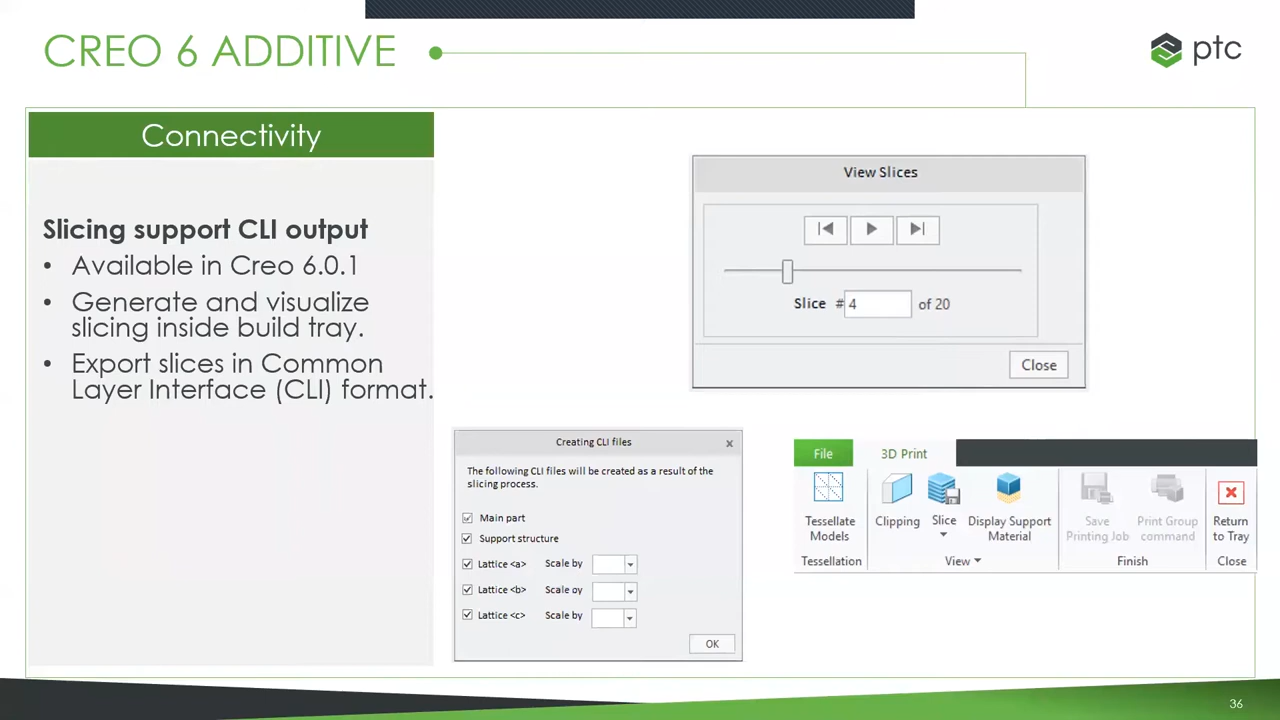 CREO 6 ADDITIVE
ptc
Connectivity
Slicing support CLI output
• Available in Creo 6.0.1
• Generate and visualize
slicing inside build tray.
• Export slices in Common
Layer Interface (CLI) format.
View Slices
Slice # 4 of 20
Close
Creating CLI files
The following CLI files will be created as a result of the
slicing process.
Main part
Support structure
Lattice <a> Scale by
Lattice <b> Scale oy
Lattice <c> Scale by
OK
File 3D Print
Tessellate
Models
Clipping
Slice
Display Support
Material
Save
Printing Job
Print Group
command
Return
to Tray
Tessellation View Finish Close
36